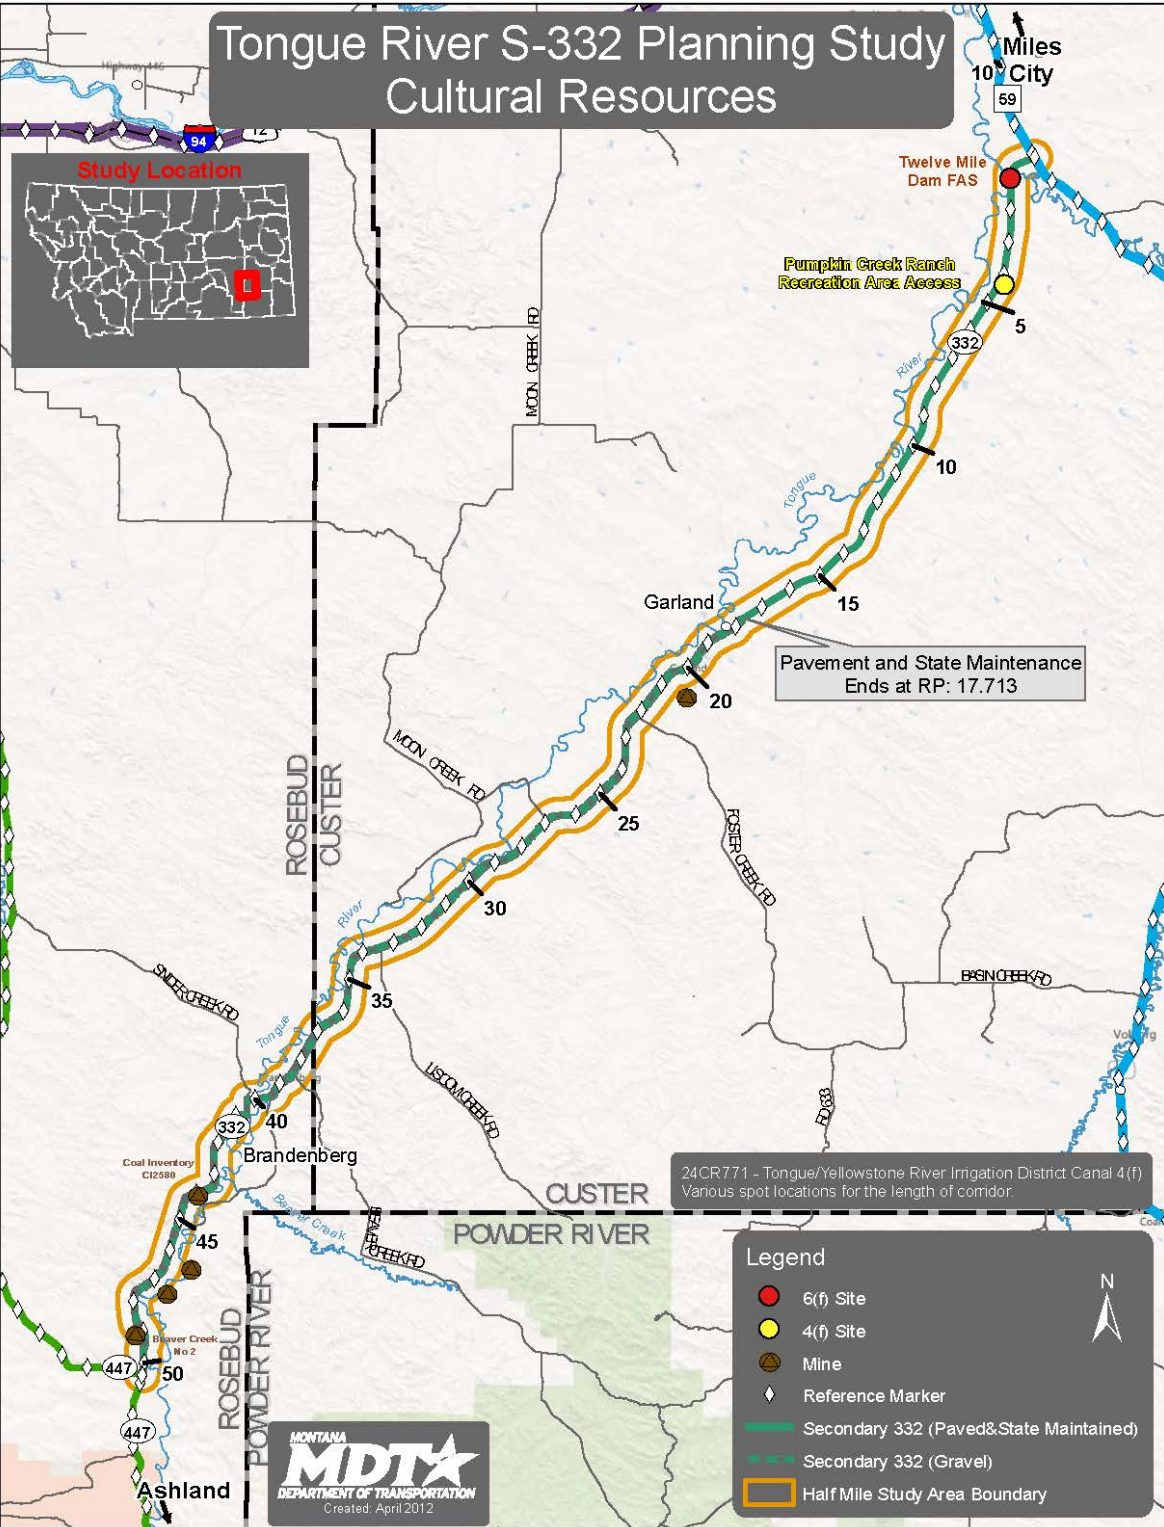 Tongue River S-332 Planning Study
Cultural Resources
Miles
City
10
59
Highway 446
94
12
Study Location
Twelve Mile
Dam FAS
Pumpkin Creek Ranch
Recreation Area Access
5
332
River
MOON CREEK RD
10
Tongue
15
Garland
Pavement and State Maintenance
Ends at RP: 17.713
20
MOON CREEK RD
ROSEBUD
CUSTER
25
FOSTER CREEK RD
30
River
35
SNIDER CREEK RD
BASIN CREEK RD
Tongue
LISCOM CREEK RD
RD 633
40
332
Brandenberg
Coal Inventory
CI2580
24CR771 - Tongue/Yellowstone River Irrigation District Canal 4(f)
Various spot locations for the length of corridor.
CUSTER
POWDER RIVER
Beaver Creek
BEAVER CREEK RD
45
ROSEBUD
POWDER RIVER
Beaver Creek
No 2
447
50
447
Ashland
Legend
6(f) Site
4(f) Site
Mine
Reference Marker
Secondary 332 (Paved&State Maintained)
Secondary 332 (Gravel)
Half Mile Study Area Boundary
N
MONTANA
MDT
DEPARTMENT OF TRANSPORTATION
Created: April 2012